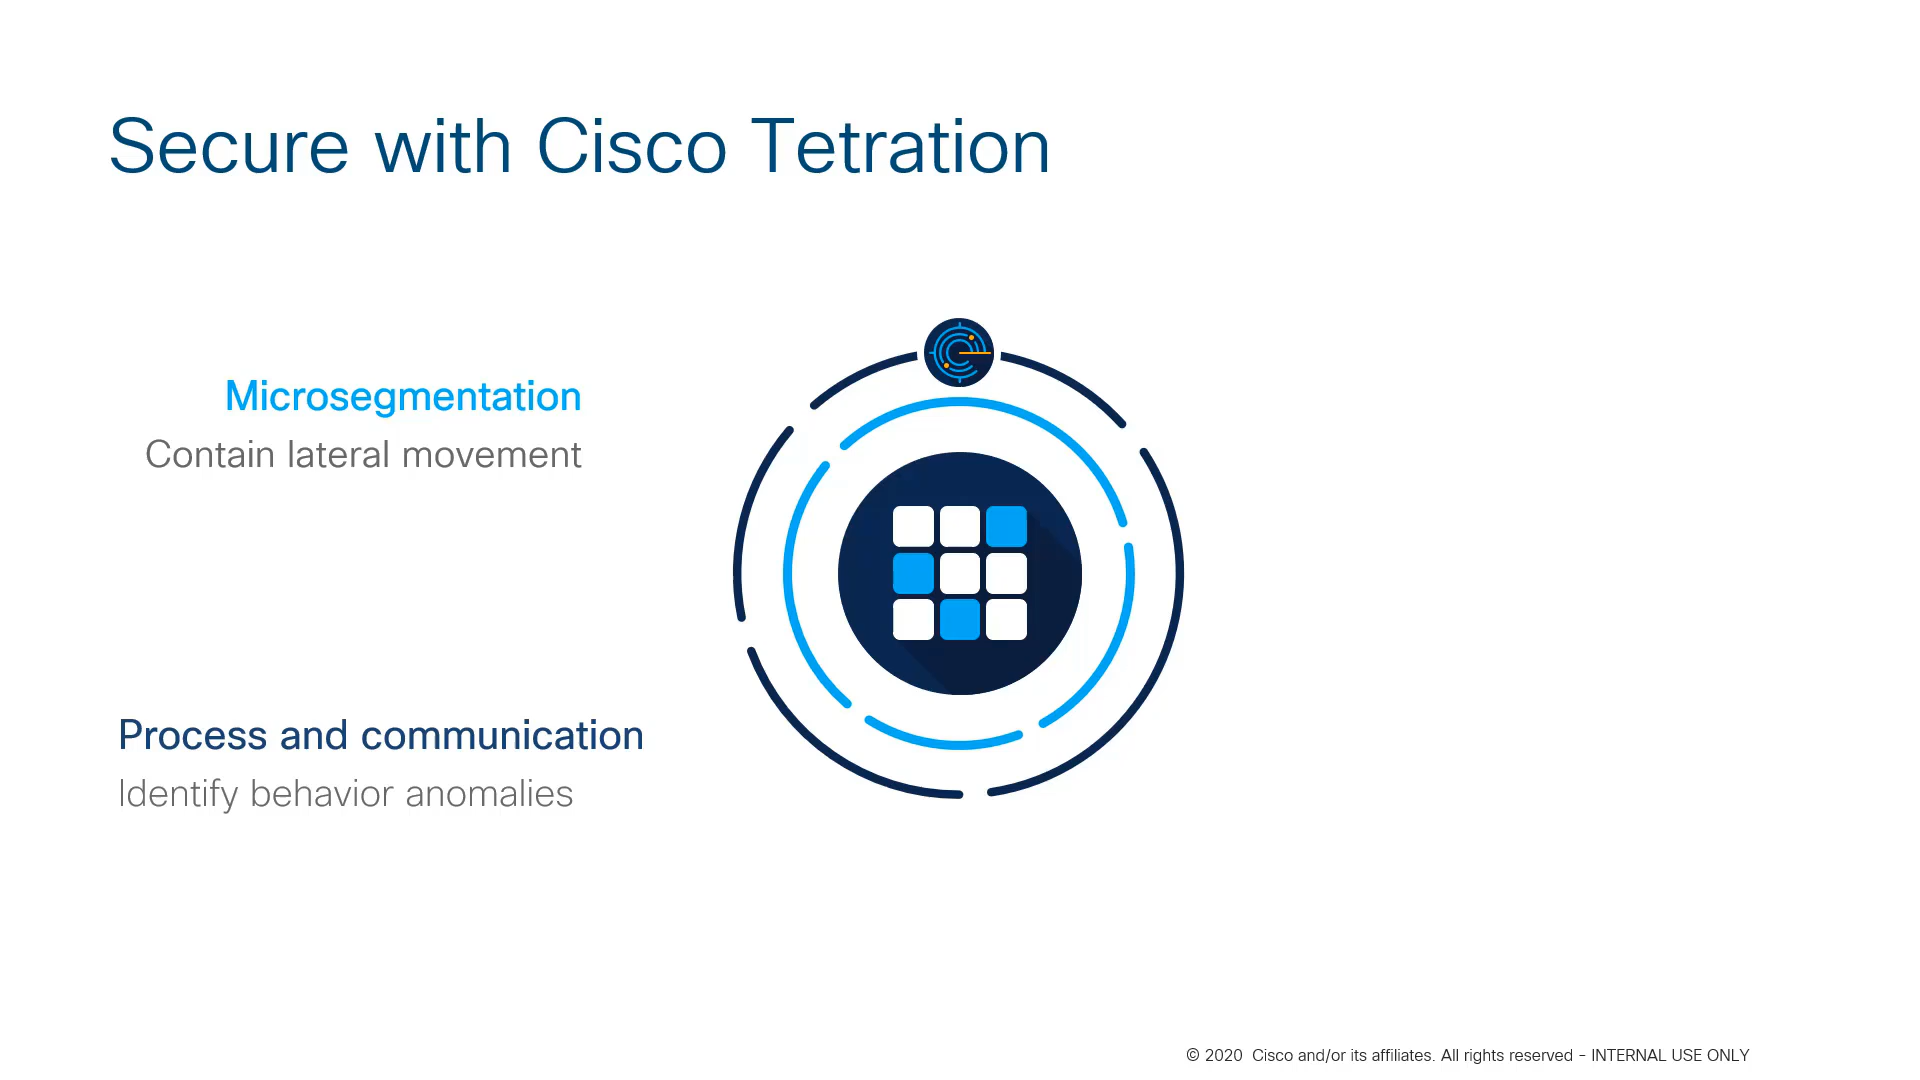 Secure with Cisco Tetration
Microsegmentation
Contain lateral movement
Process and communication
Identify behavior anomalies
© 2020 Cisco and/or its affiliates. All rights reserved - INTERNAL USE ONLY